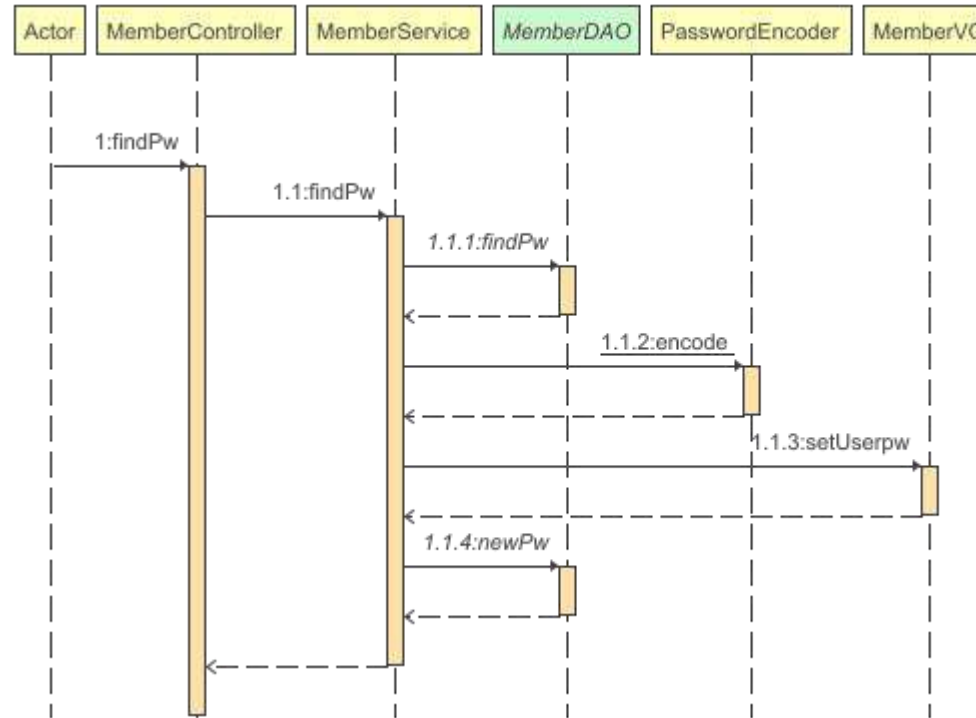 Actor MemberController MemberService MemberDAO PasswordEncoder MemberVO
1:findPw
1.1:findPw
1.1.1:findPw
1.1.2:encode
1.1.3:setUserpw
1.1.4:newPw